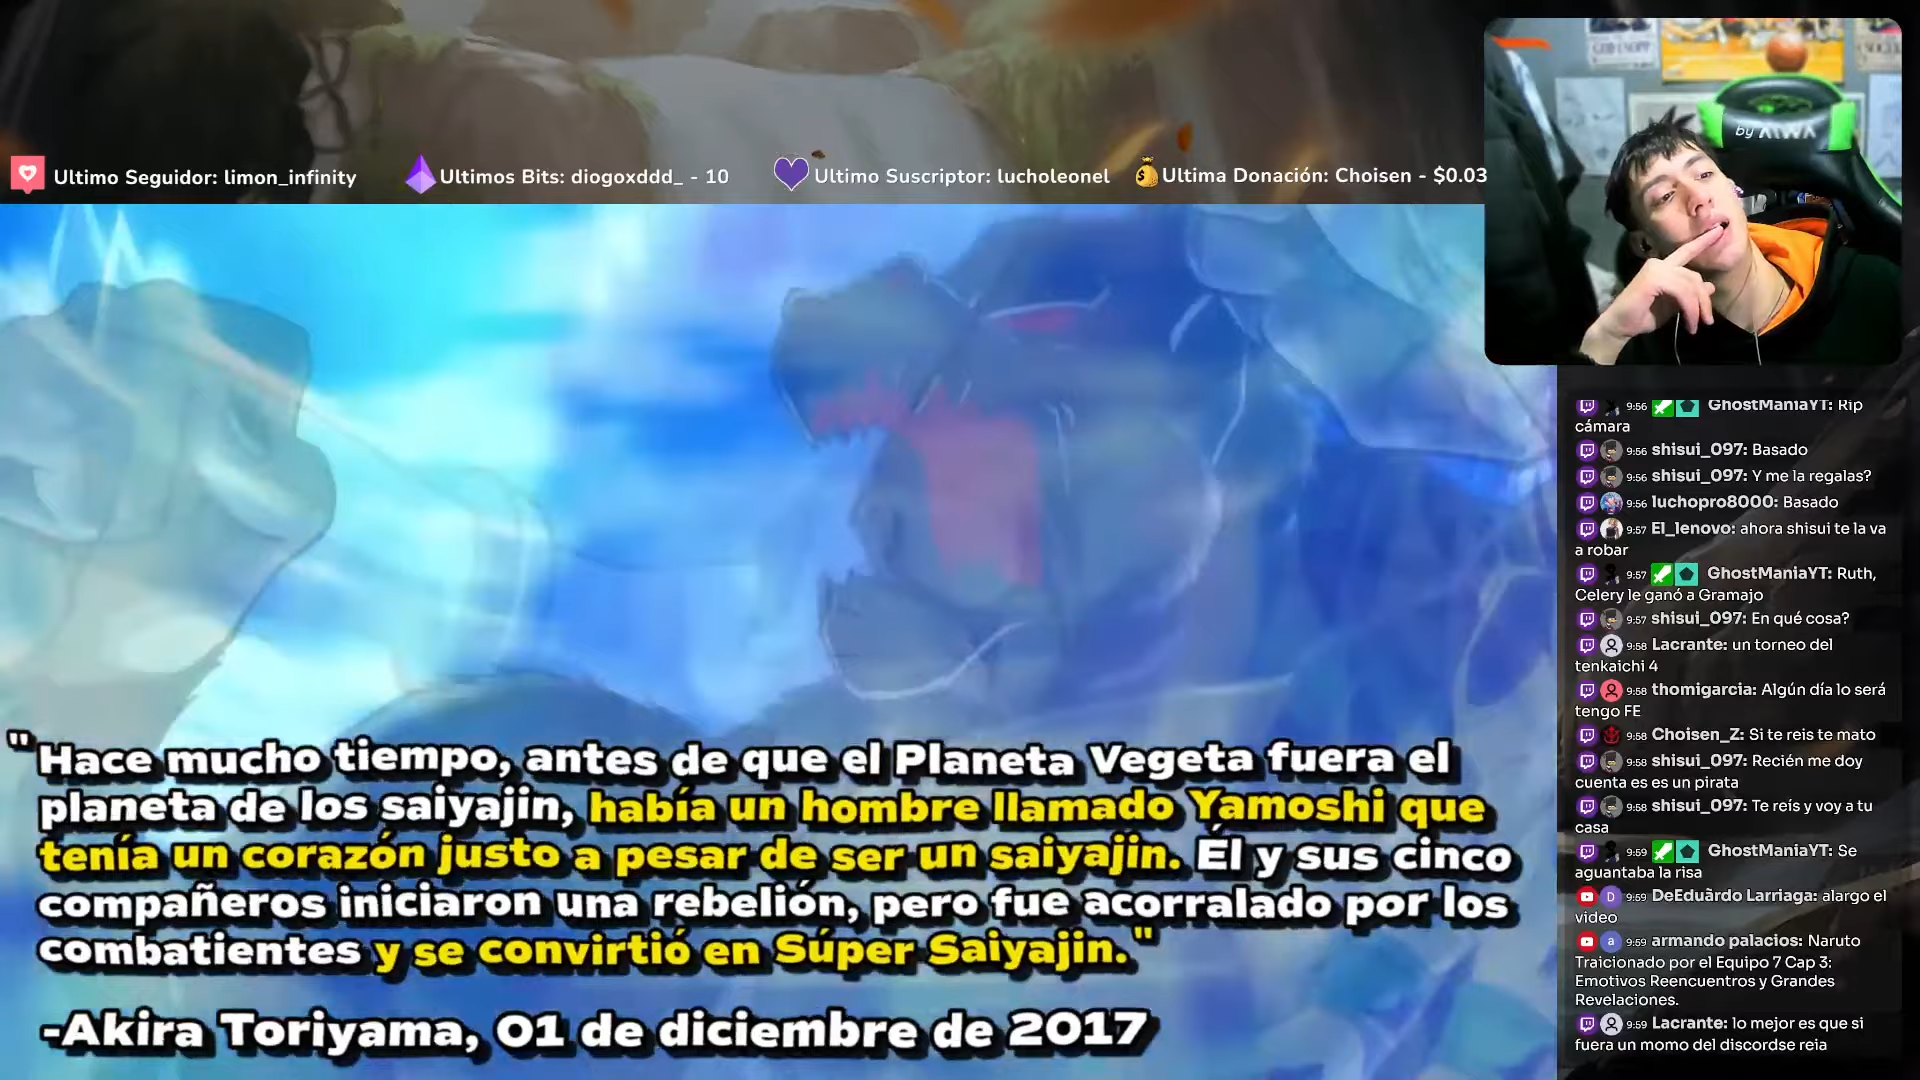 Ultimo Seguidor: limon_infinity
Ultimos Bits: diogoxddd_ - 10
Ultimo Suscriptor: lucholeonel
Ultima Donación: Choisen - $0.03
by
"Hace mucho tiempo, antes de que el Planeta Vegeta fuera el
planeta de los saiyajin, había un hombre llamado Yamoshi que
tenía un corazón justo a pesar de ser un saiyajin. Él y sus cinco
compañeros iniciaron una rebelión, pero fue acorralado por los
combatientes y se convirtió en Súper Saiyajin."
-Akira Toriyama, 01 de diciembre de 2017
9:56 GhostManiaYT: Rip
cámara
9:56 shisui_097: Basado
9:56 shisui_097: Y me la regalas?
9:56 luchopro8000: Basado
9:57 El_lenovo: ahora shisui te la va
a robar
9:57 GhostManiaYT: Ruth,
Celery le ganó a Gramajo
9:57 shisui_097: En qué cosa?
9:58 Lacrante: un torneo del
tenkaichi 4
9:58 thomigarcia: Algún día lo será
tengo FE
9:58 Choisen_Z: Si te reis te mato
9:58 shisui_097: Recién me doy
cuenta es es un pirata
9:58 shisui_097: Te reís y voy a tu
casa
9:59 GhostManiaYT: Se
aguantaba la risa
9:59 DeEduãrdo Larriaga: alargo el
video
9:59 armando palacios: Naruto
Traicionado por el Equipo 7 Cap 3:
Emotivos Reencuentros y Grandes
Revelaciones.
9:59 Lacrante: lo mejor es que si
fuera un momo del discordse reia